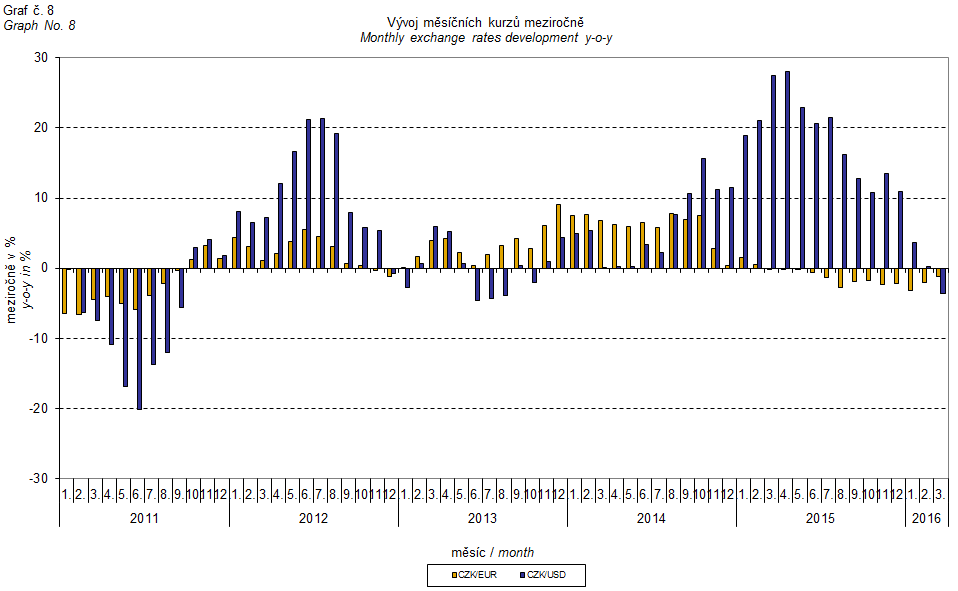 Graf č. 8
Graph No. 8
Vývoj měsíčních kurzů meziročně
Monthly exchange rates development y-o-y
meziročně v %
y-o-y in %
30
20
10
0
-10
-20
-30
1. 2. 3. 4. 5. 6. 7. 8. 9. 10 11 12 1. 2. 3. 4. 5. 6. 7. 8. 9. 10 11 12 1. 2. 3. 4. 5. 6. 7. 8. 9. 10 11 12 1. 2. 3. 4. 5. 6. 7. 8. 9. 10 11 12 1. 2. 3. 4. 5. 6. 7. 8. 9. 10 11 12 1. 2. 3.
2011 2012 2013 2014 2015 2016
měsíc / month
CZK/EUR CZK/USD